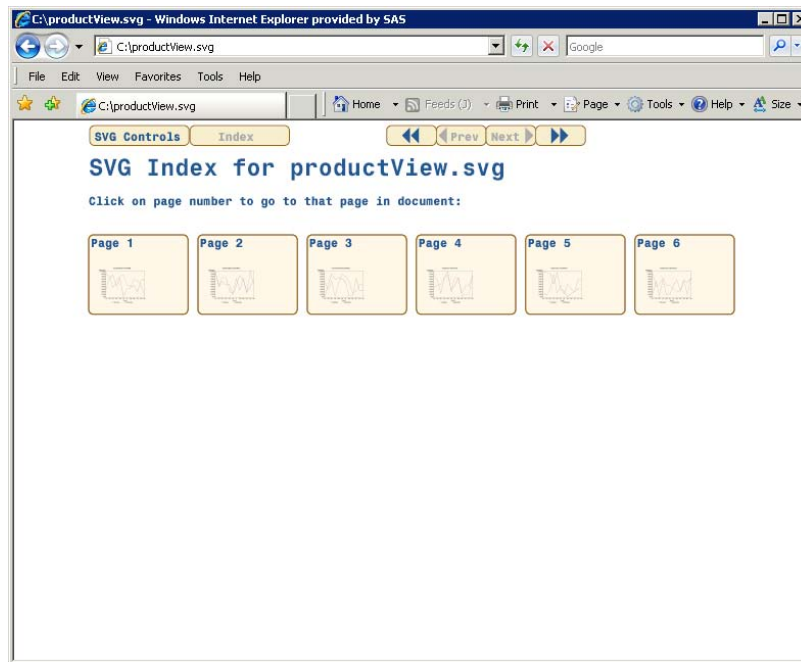 C:\productView.svg - Windows Internet Explorer provided by SAS
C:\productView.svg
Google
File Edit View Favorites Tools Help
C:\productView.svg
Home Feeds (J) Print Page Tools Help Size
SVG Controls Index Prev Next
SVG Index for productView.svg
Click on page number to go to that page in document:
Page 1 Page 2 Page 3 Page 4 Page 5 Page 6